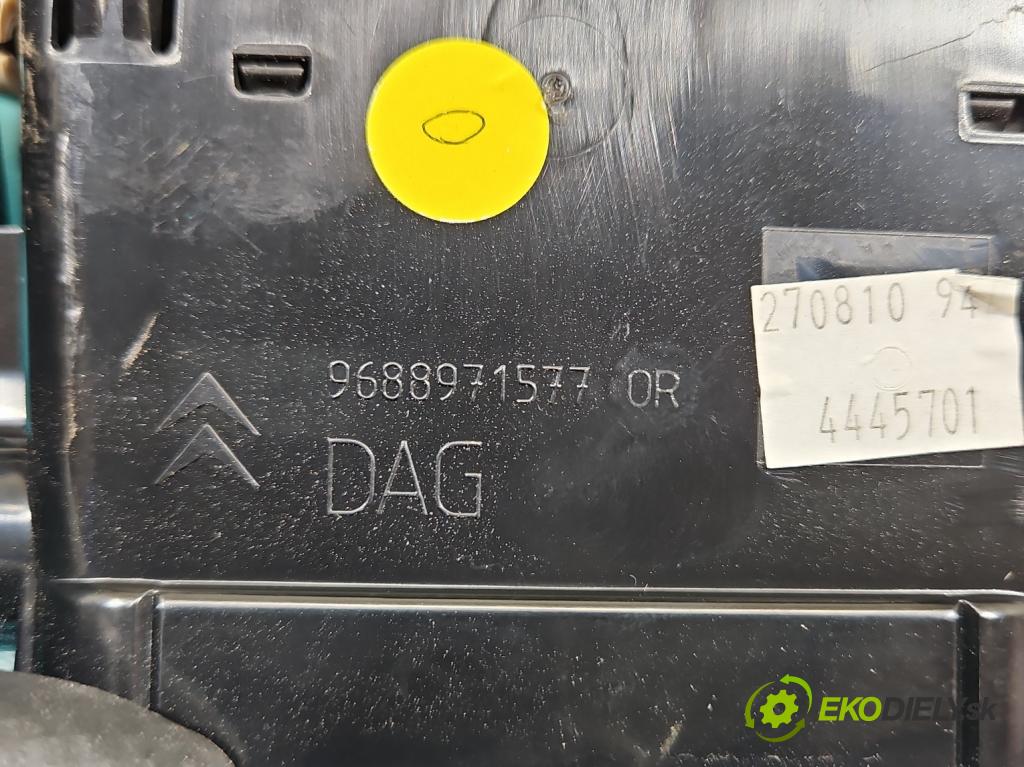 270810 94
4445701
9688971577 OR
DAG
EKODIELY.sk